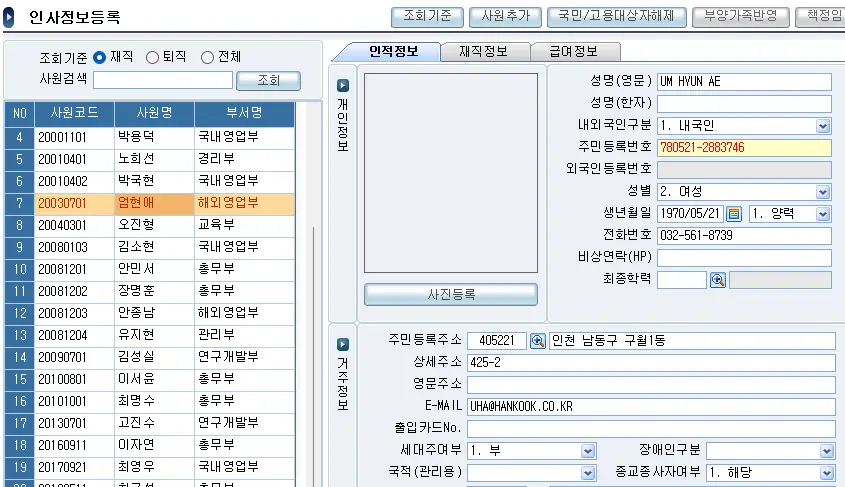 인사정보등록
조회기준 사원추가 국민/고용대상자해제 부양가족반영 책정임
조회기준 재직 퇴직 전체
사원검색 조회
NO 사원코드 사원명 부서명
4 20001101 박용덕 국내영업부
5 20010401 노희선 경리부
6 20010402 박국현 국내영업부
7 20030701 엄현애 해외영업부
8 20040301 오진형 교육부
9 20080103 김소현 국내영업부
10 20081201 안민서 총무부
11 20081202 장명훈 총무부
12 20081203 안종남 해외영업부
13 20081204 유지현 관리부
14 20090701 김성실 연구개발부
15 20100801 이서윤 총무부
16 20101001 최명수 총무부
17 20130701 고진수 연구개발부
18 20160911 이자연 총무부
19 20170921 최영우 국내영업부
인적정보 재직정보 급여정보
개인정보
사진등록
성명(영문) UM HYUN AE
성명(한자)
내외국인구분 1. 내국인
주민등록번호 780521-2883746
외국인등록번호
성별 2. 여성
생년월일 1970/05/21 1. 양력
전화번호 032-561-8739
비상연락(HP)
최종학력
거주정보
주민등록주소 405221 인천 남동구 구월1동
상세주소 425-2
영문주소
E-MAIL UHA@HANKOOK.CO.KR
출입카드No.
세대주여부 1. 부 장애인구분
국적(관리용) 종교종사자여부 1. 해당